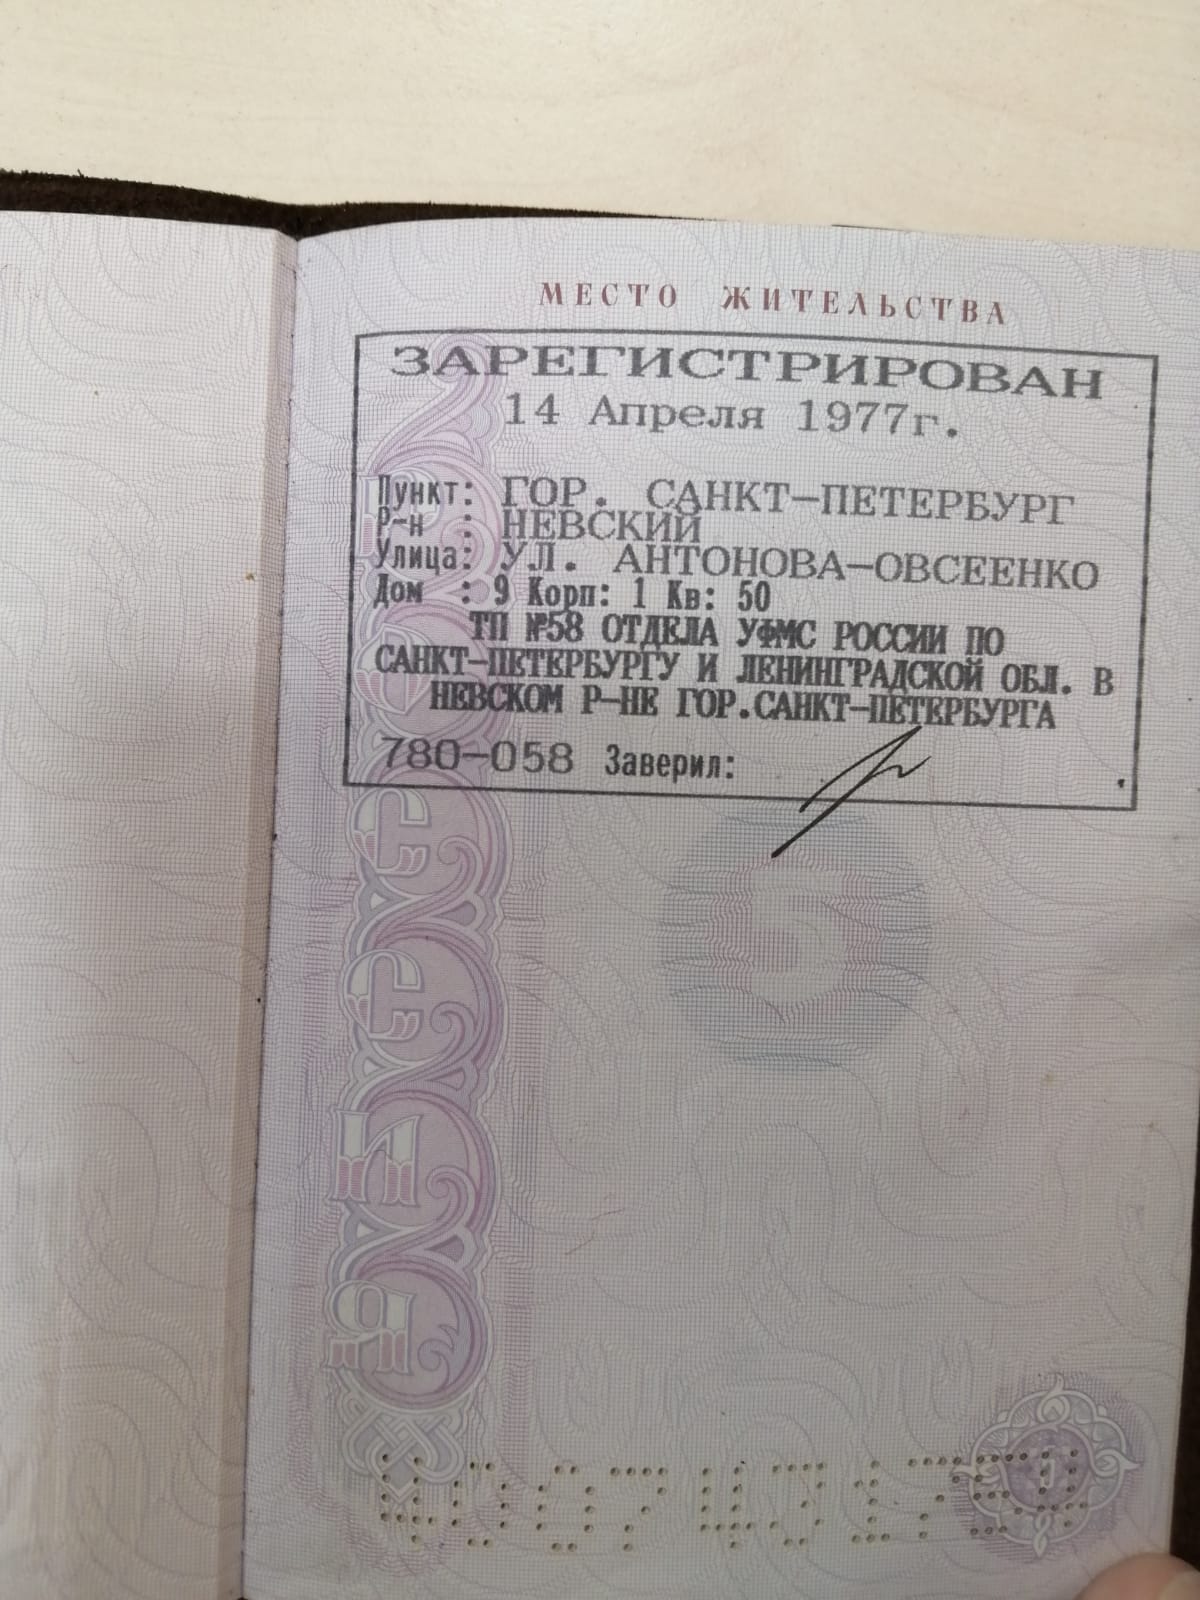 МЕСТО ЖИТЕЛЬСТВА
ЗАРЕГИСТРИРОВАН
14 Апреля 1977г.
Пункт: ГОР. САНКТ-ПЕТЕРБУРГ
Р-н : НЕВСКИЙ
Улица: УЛ. АНТОНОВА-ОВСЕЕНКО
Дом : 9 Корп: 1 Кв: 50
ТП №58 ОТДЕЛА УФМС РОССИИ ПО
САНКТ-ПЕТЕРБУРГУ И ЛЕНИНГРАДСКОЙ ОБЛ. В
НЕВСКОМ Р-НЕ ГОР.САНКТ-ПЕТЕРБУРГА
780-058 Заверил:
РОССИЯ
5